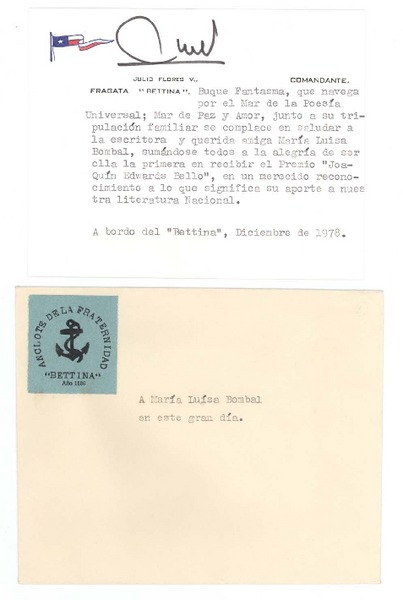 JULIO FLORES V., COMANDANTE,
FRAGATA "BETTINA". Buque Fantasma, que navega
por el Mar de la Poesía
Universal; Mar de Paz y Amor, junto a su tri-
pulación familiar se complace en saludar a
la escritora y querida amiga María Luisa
Bombal, sumándose todos a la alegría de ser
ella la primera en recibir el Premio "Joa-
quín Edwards Bello", en un merecido recono-
cimiento a lo que significa su aporte a nues
tra literatura Nacional.
A bordo del "Bettina", Diciembre de 1978.
ANCLOTE DE LA FRATERNIDAD
"BETTINA"
A María Luísa Bombal
en este gran día.